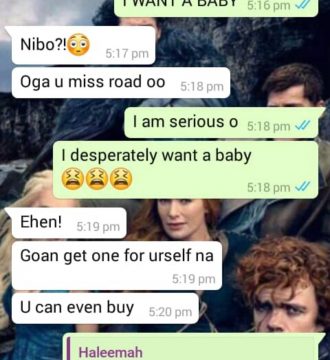 I WANT A BABY 5:16 pm
Nibo?!😳
5:17 pm
Oga u miss road oo 5:18 pm
I am serious o 5:18 pm
I desperately want a baby
😫😫😫
5:18 pm
Ehen! 5:19 pm
Goan get one for urself na
5:19 pm
U can even buy 5:20 pm
Haleemah